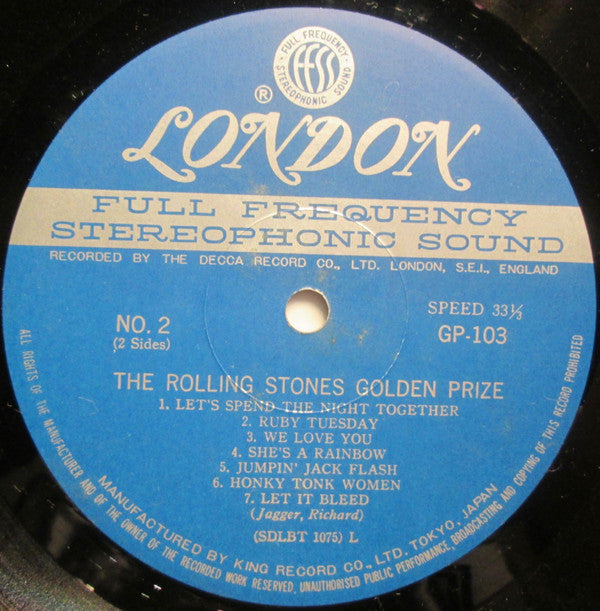 FULL FREQUENCY
ffss
STEREOPHONIC SOUND
®
LONDON
FULL FREQUENCY
STEREOPHONIC SOUND
RECORDED BY THE DECCA RECORD CO., LTD. LONDON, S.E.I., ENGLAND
NO. 2
(2 Sides)
SPEED 33⅓
GP-103
THE ROLLING STONES GOLDEN PRIZE
1. LET'S SPEND THE NIGHT TOGETHER
2. RUBY TUESDAY
3. WE LOVE YOU
4. SHE'S A RAINBOW
5. JUMPIN' JACK FLASH
6. HONKY TONK WOMEN
7. LET IT BLEED
(Jagger, Richard)
(SDLBT 1075) L
MANUFACTURED BY KING RECORD CO., LTD. TOKYO, JAPAN
ALL RIGHTS OF THE MANUFACTURER AND OF THE OWNER OF THE RECORDED WORK RESERVED. UNAUTHORISED PUBLIC PERFORMANCE, BROADCASTING AND COPYING OF THIS RECORD PROHIBITED